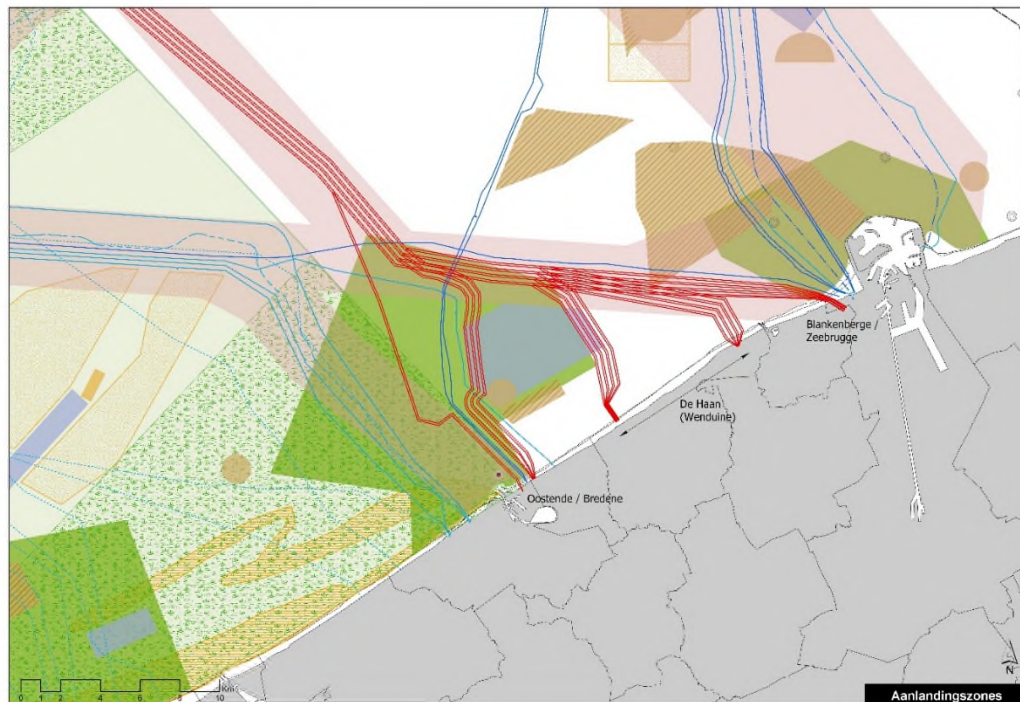 Blankenberge /
Zeebrugge
De Haan
(Wenduine)
Oostende / Bredene
Km
0 1 2 4 6 8 10
N
Aanlandingszones